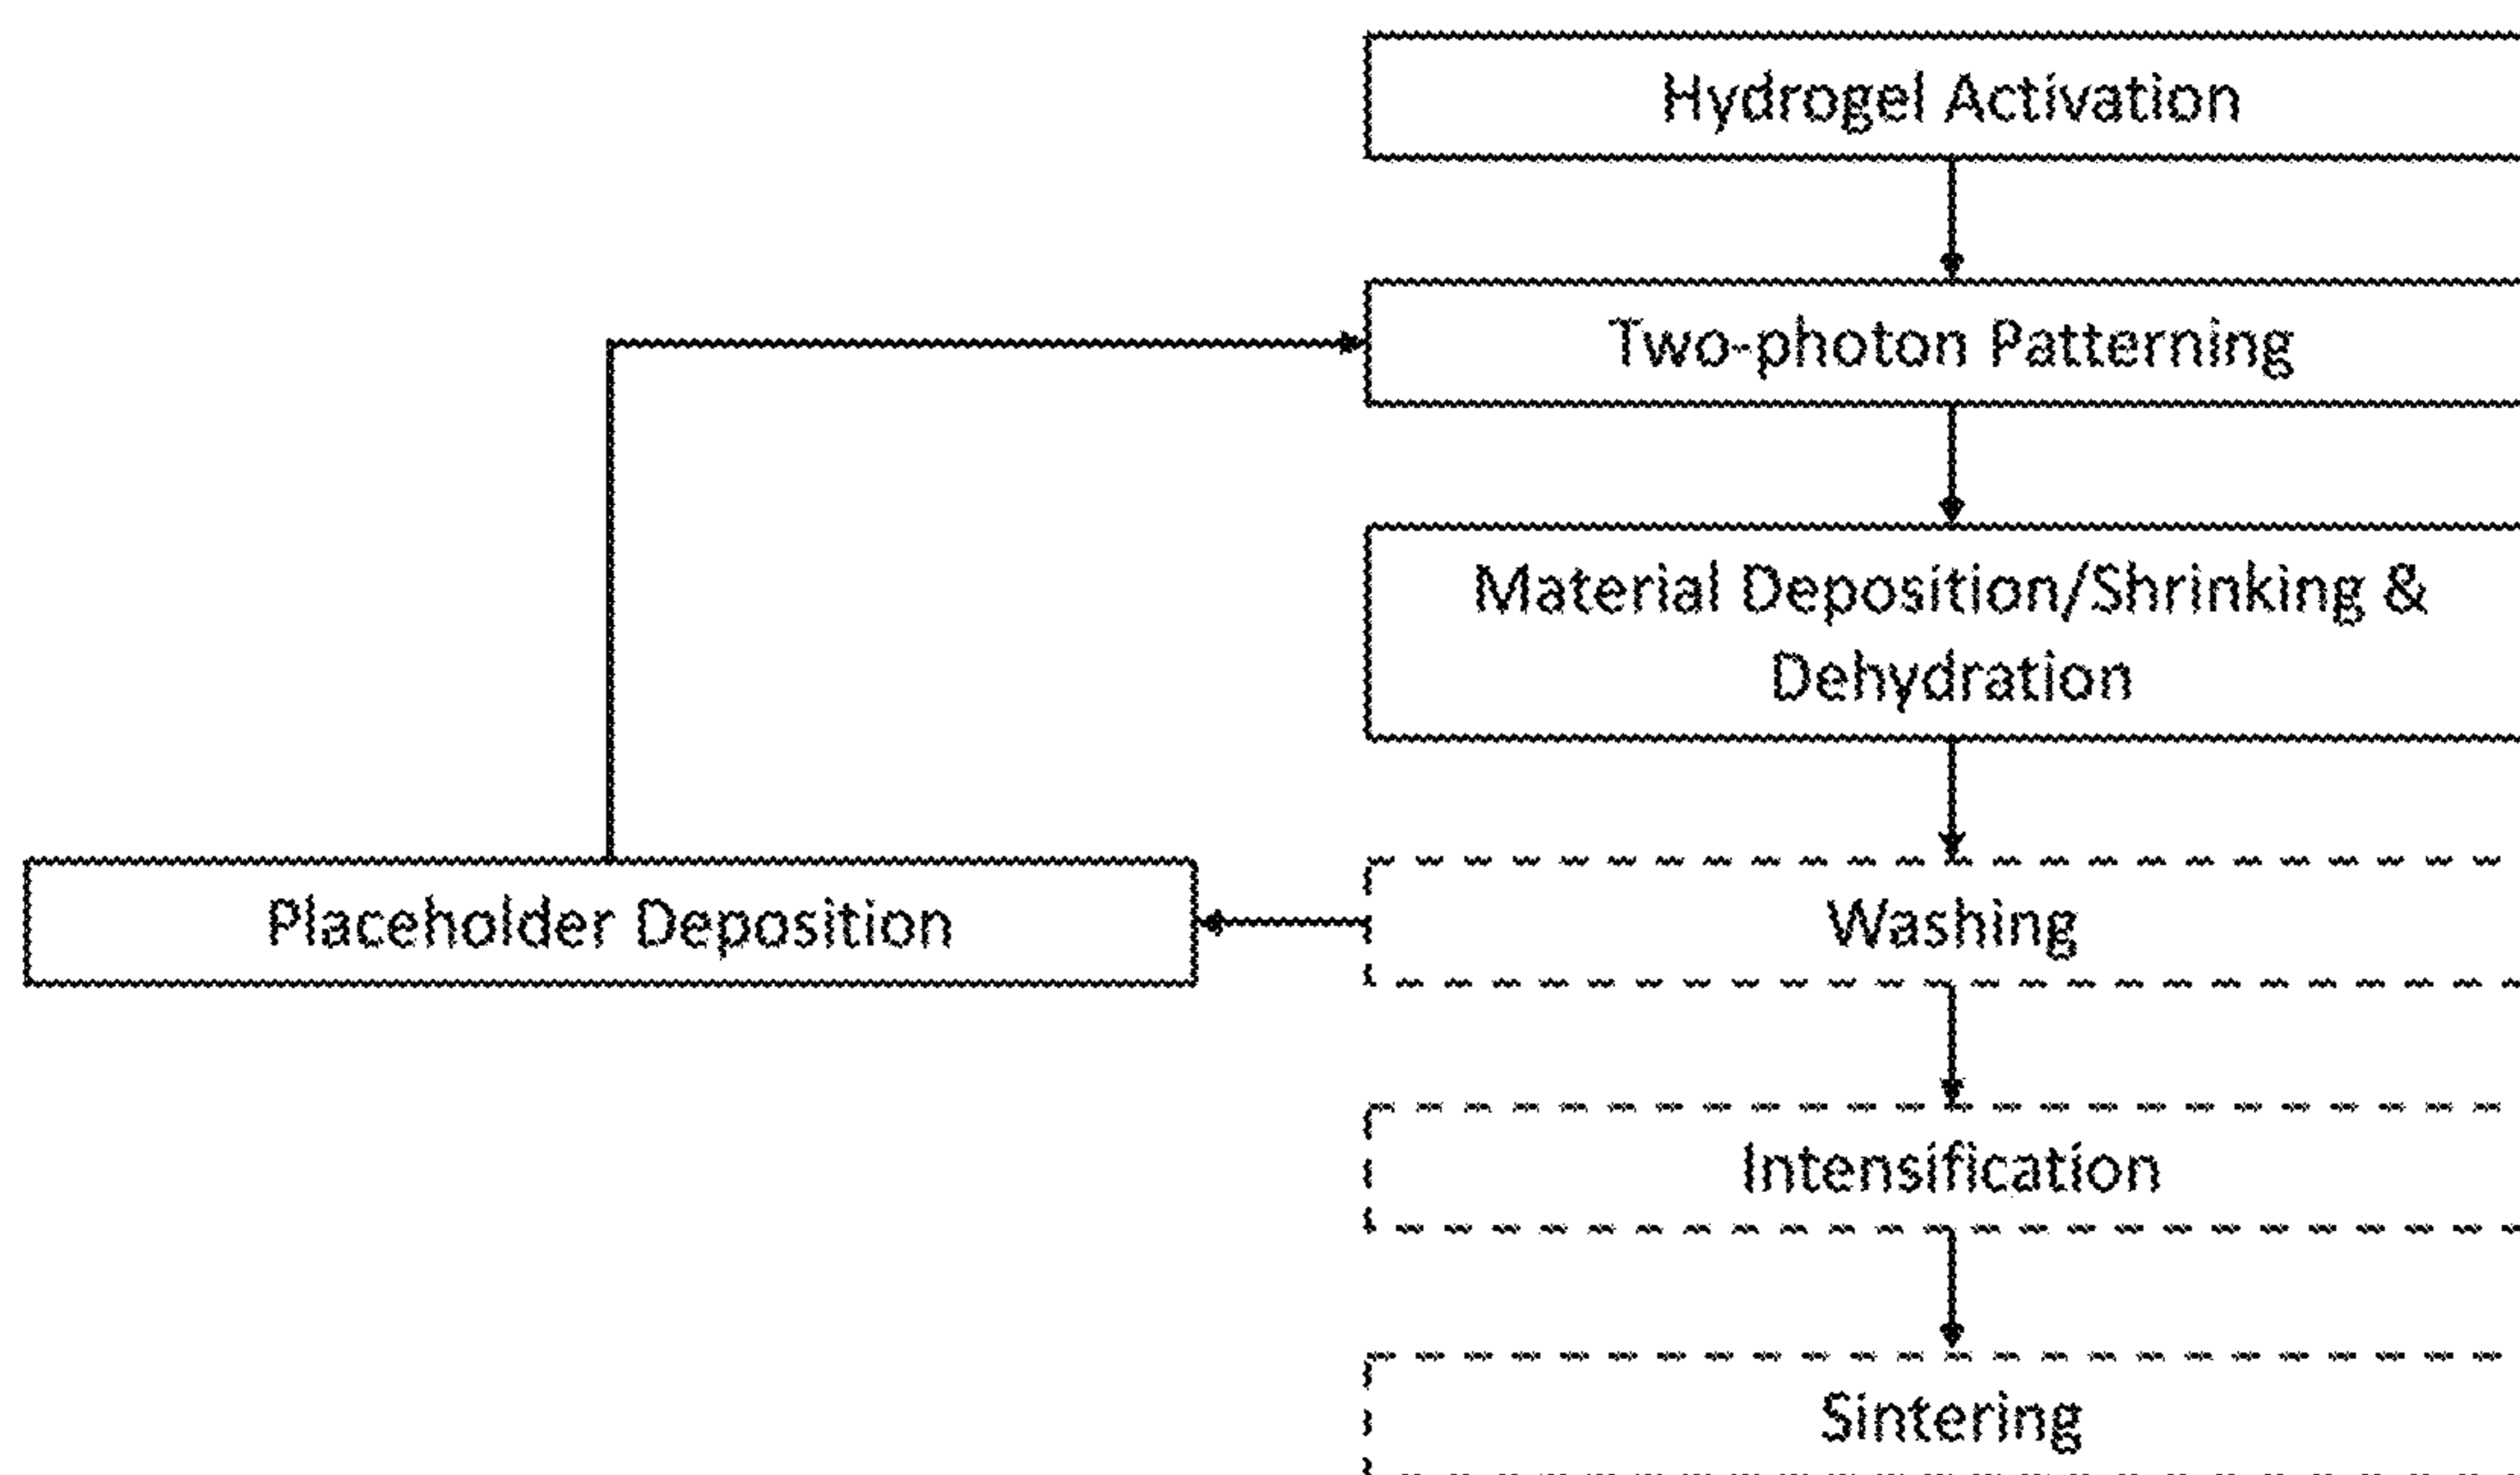 Hydrogel Activation
Two-photon Patterning
Material Deposition/Shrinking &
Dehydration
Placeholder Deposition
Washing
Intensification
Sintering